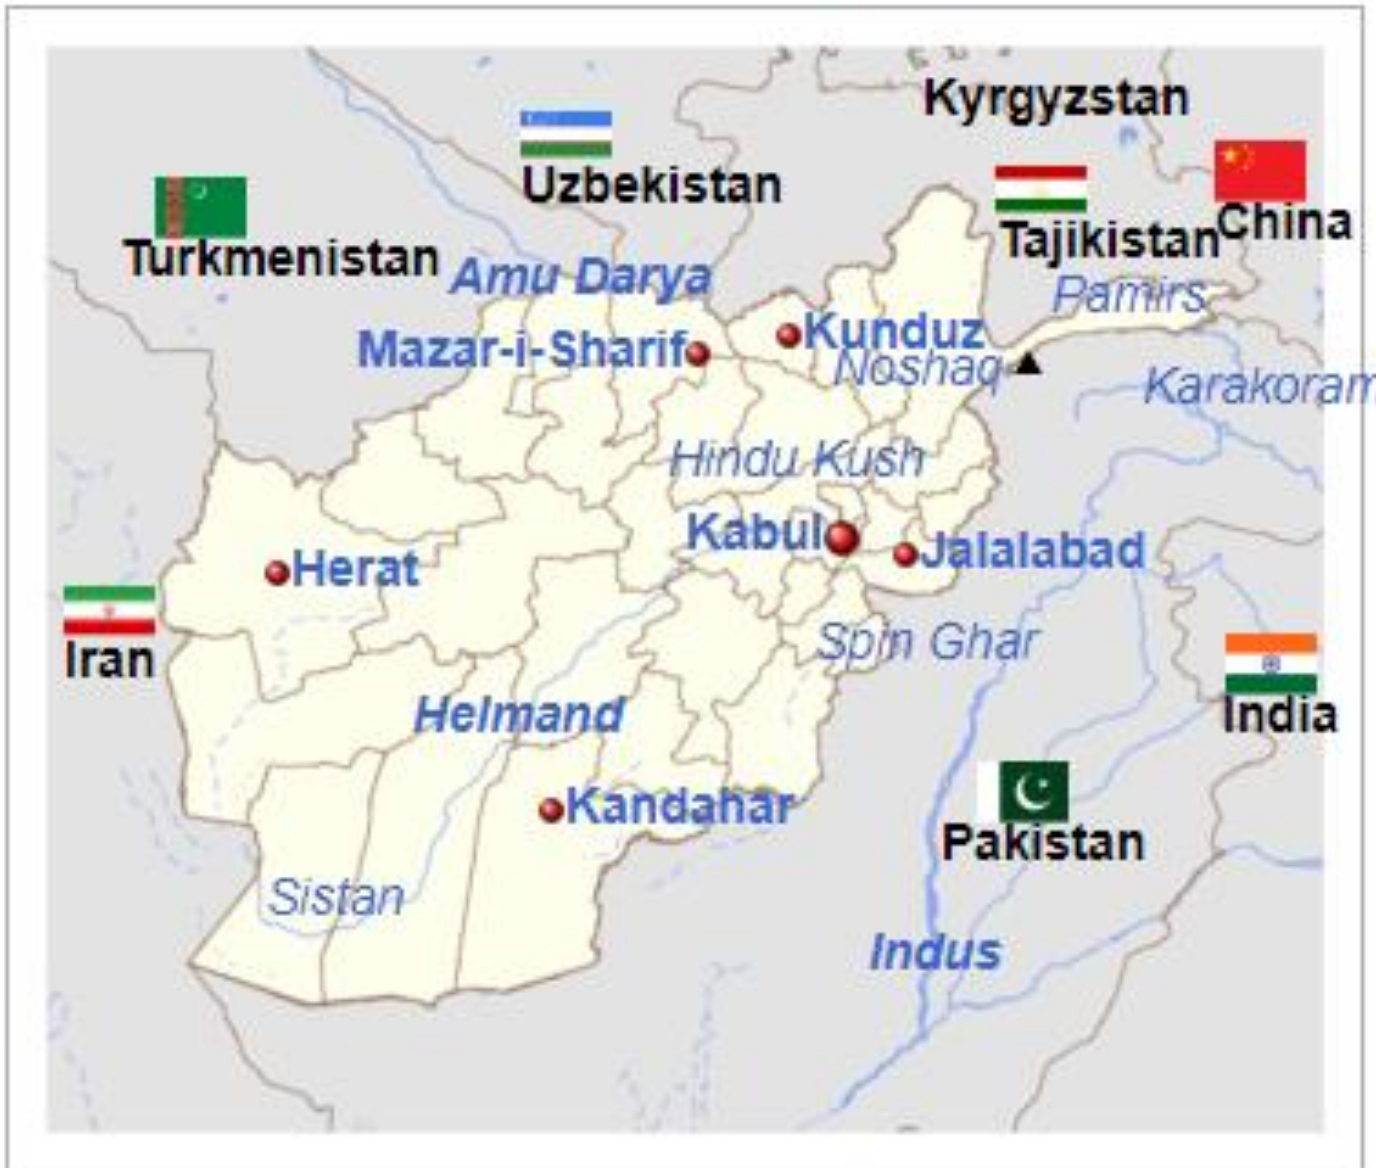 Kyrgyzstan
Uzbekistan
China
Tajikistan
Turkmenistan
Amu Darya
Pamirs
Mazar-i-Sharif
Kunduz
Noshaq
Karakoram
Hindu Kush
Kabul
Jalalabad
Herat
Spin Ghar
Iran
Helmand
India
Kandahar
Pakistan
Sistan
Indus